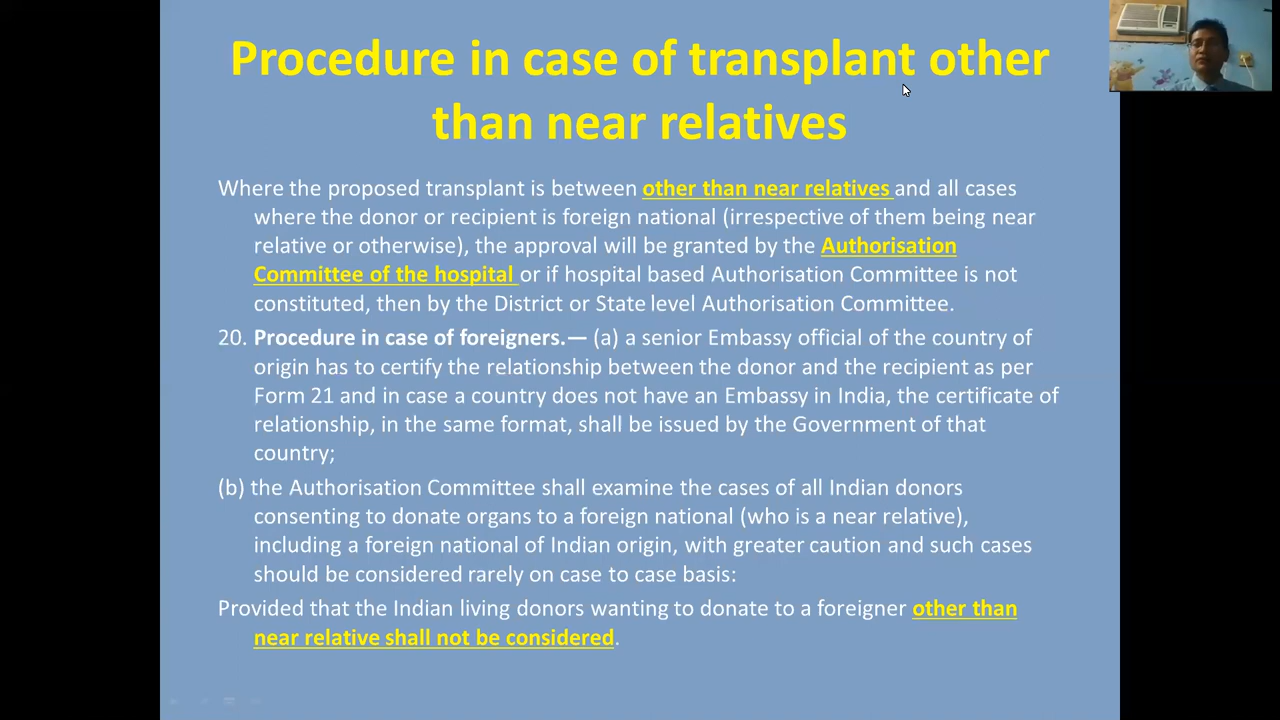 Procedure in case of transplant other
than near relatives
Where the proposed transplant is between other than near relatives and all cases
where the donor or recipient is foreign national (irrespective of them being near
relative or otherwise), the approval will be granted by the Authorisation
Committee of the hospital or if hospital based Authorisation Committee is not
constituted, then by the District or State level Authorisation Committee.
20. Procedure in case of foreigners.— (a) a senior Embassy official of the country of
origin has to certify the relationship between the donor and the recipient as per
Form 21 and in case a country does not have an Embassy in India, the certificate of
relationship, in the same format, shall be issued by the Government of that
country;
(b) the Authorisation Committee shall examine the cases of all Indian donors
consenting to donate organs to a foreign national (who is a near relative),
including a foreign national of Indian origin, with greater caution and such cases
should be considered rarely on case to case basis:
Provided that the Indian living donors wanting to donate to a foreigner other than
near relative shall not be considered.